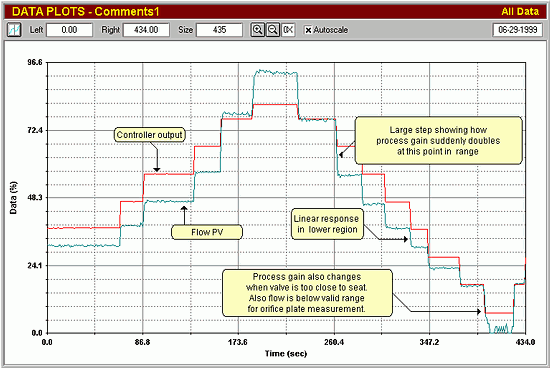 DATA PLOTS - Comments1 All Data
Left 0.00 Right 434.00 Size 435 0X Autoscale 06-29-1999
96.6
72.4
48.3
24.1
0.0
Data (%)
Controller output
Large step showing how
process gain suddenly doubles
at this point in range
Flow PV
Linear response
in lower region
Process gain also changes
when valve is too close to seat.
Also flow is below valid range
for orifice plate measurement.
0.0 86.8 173.6 260.4 347.2 434.0
Time (sec)